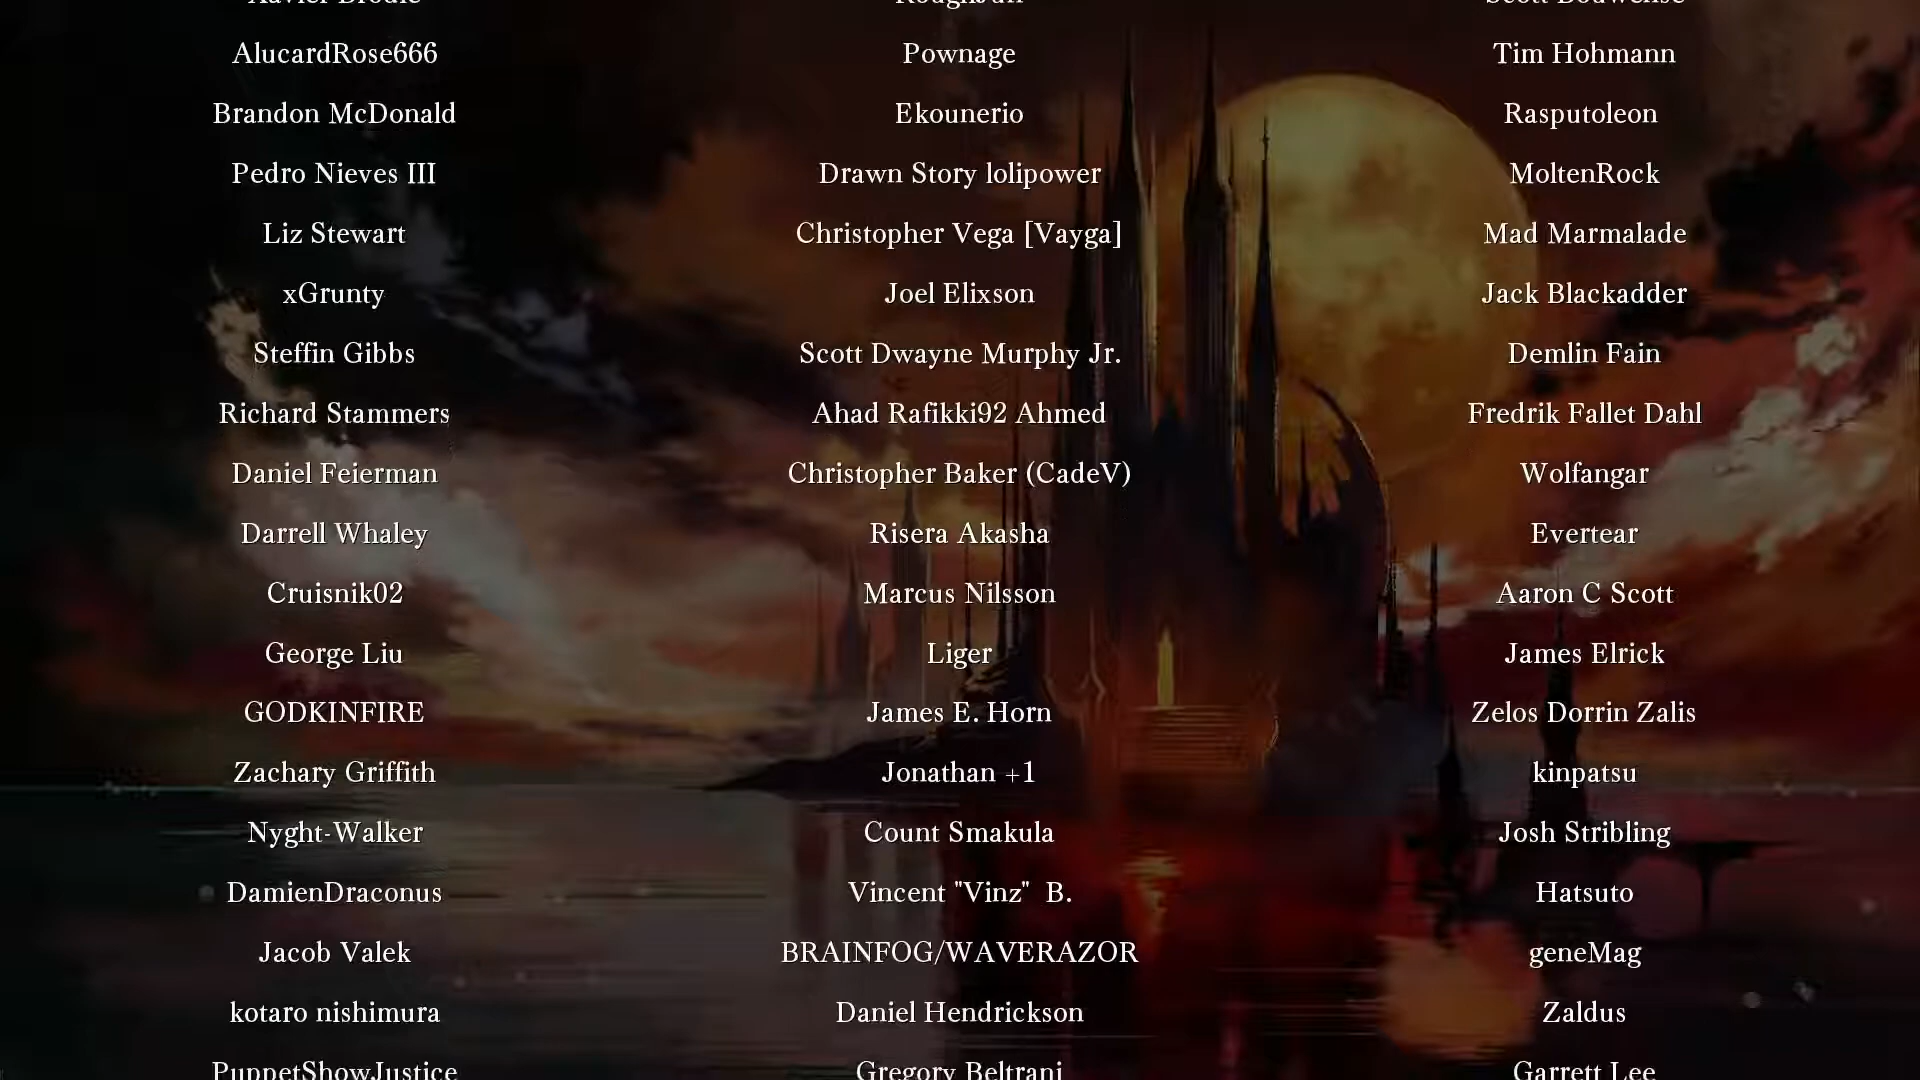 AlucardRose666
Pownage
Tim Hohmann
Brandon McDonald
Ekounerio
Rasputoleon
Pedro Nieves III
Drawn Story lolipower
MoltenRock
Liz Stewart
Christopher Vega [Vayga]
Mad Marmalade
xGrunty
Joel Elixson
Jack Blackadder
Steffin Gibbs
Scott Dwayne Murphy Jr.
Demlin Fain
Richard Stammers
Ahad Rafikki92 Ahmed
Fredrik Fallet Dahl
Daniel Feierman
Christopher Baker (CadeV)
Wolfangar
Darrell Whaley
Risera Akasha
Evertear
Cruisnik02
Marcus Nilsson
Aaron C Scott
George Liu
Liger
James Elrick
GODKINFIRE
James E. Horn
Zelos Dorrin Zalis
Zachary Griffith
Jonathan +1
kinpatsu
Nyght-Walker
Count Smakula
Josh Stribling
DamienDraconus
Vincent "Vinz"  B.
Hatsuto
Jacob Valek
BRAINFOG/WAVERAZOR
geneMag
kotaro nishimura
Daniel Hendrickson
Zaldus
PuppetShowJustice
Gregory Beltrani
Garrett Lee